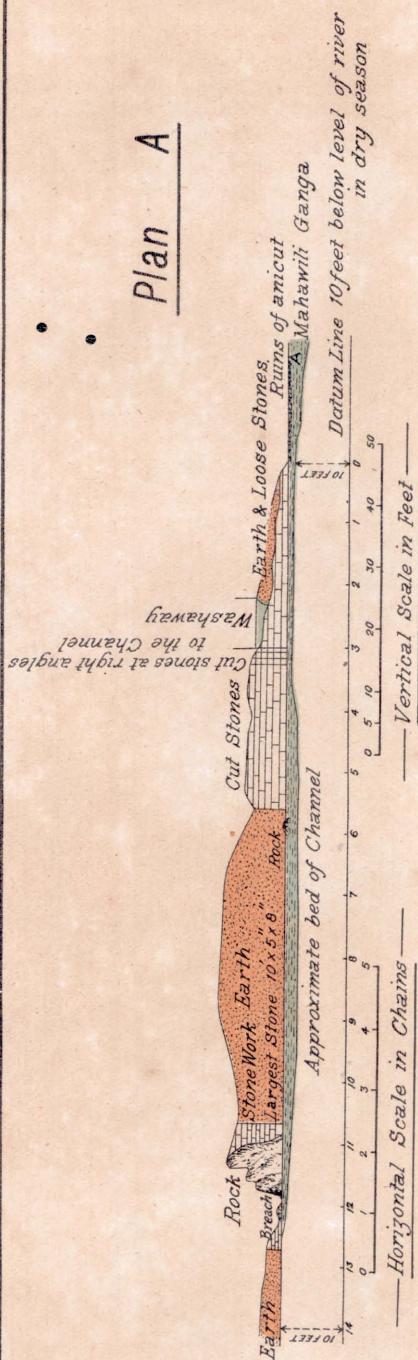 Plan A
Earth
Breach
Rock
Stone Work Earth
Largest Stone 10' x 5 x 8"
Rock
Cut Stones
Cut stones at right angles
to the Channel
Washaway
Earth & Loose Stones.
Ruins of anicut
A
Mahawili Ganga
Approximate bed of Channel
10 FEET
10 FEET
Datum Line 10 feet below level of river
in dry season
14 13 12 11 10 9 8 7 6 5 4 3 2 1 0
0 1 2 3 4 5
Horizontal Scale in Chains
0 5 10 20 30 40 50
Vertical Scale in Feet